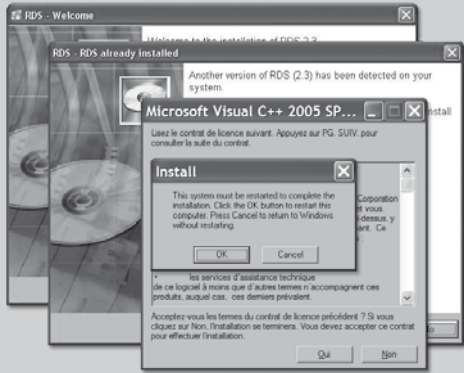 RDS - Welcome
Welcome to the installation of RDS 2.3
RDS - RDS already installed
Another version of RDS (2.3) has been detected on your
system.
install
Microsoft Visual C++ 2005 SP...
Lisez le contrat de licence suivant. Appuyez sur PG. SUIV. pour
consulter la suite du contrat.
Install
This system must be restarted to complete the
installation. Click the OK button to restart this
computer. Press Cancel to return to Windows
without restarting.
OK
Cancel
Corporation
et vous.
-dessus, y
ant. Ce
• les services d'assistance technique
de ce logiciel à moins que d'autres termes n'accompagnent ces
produits, auquel cas, ces derniers prévalent.
Acceptez-vous les termes du contrat de licence précédent ? Si vous
cliquez sur Non, l'installation se terminera. Vous devez accepter ce contrat
pour effectuer l'installation.
Oui
Non